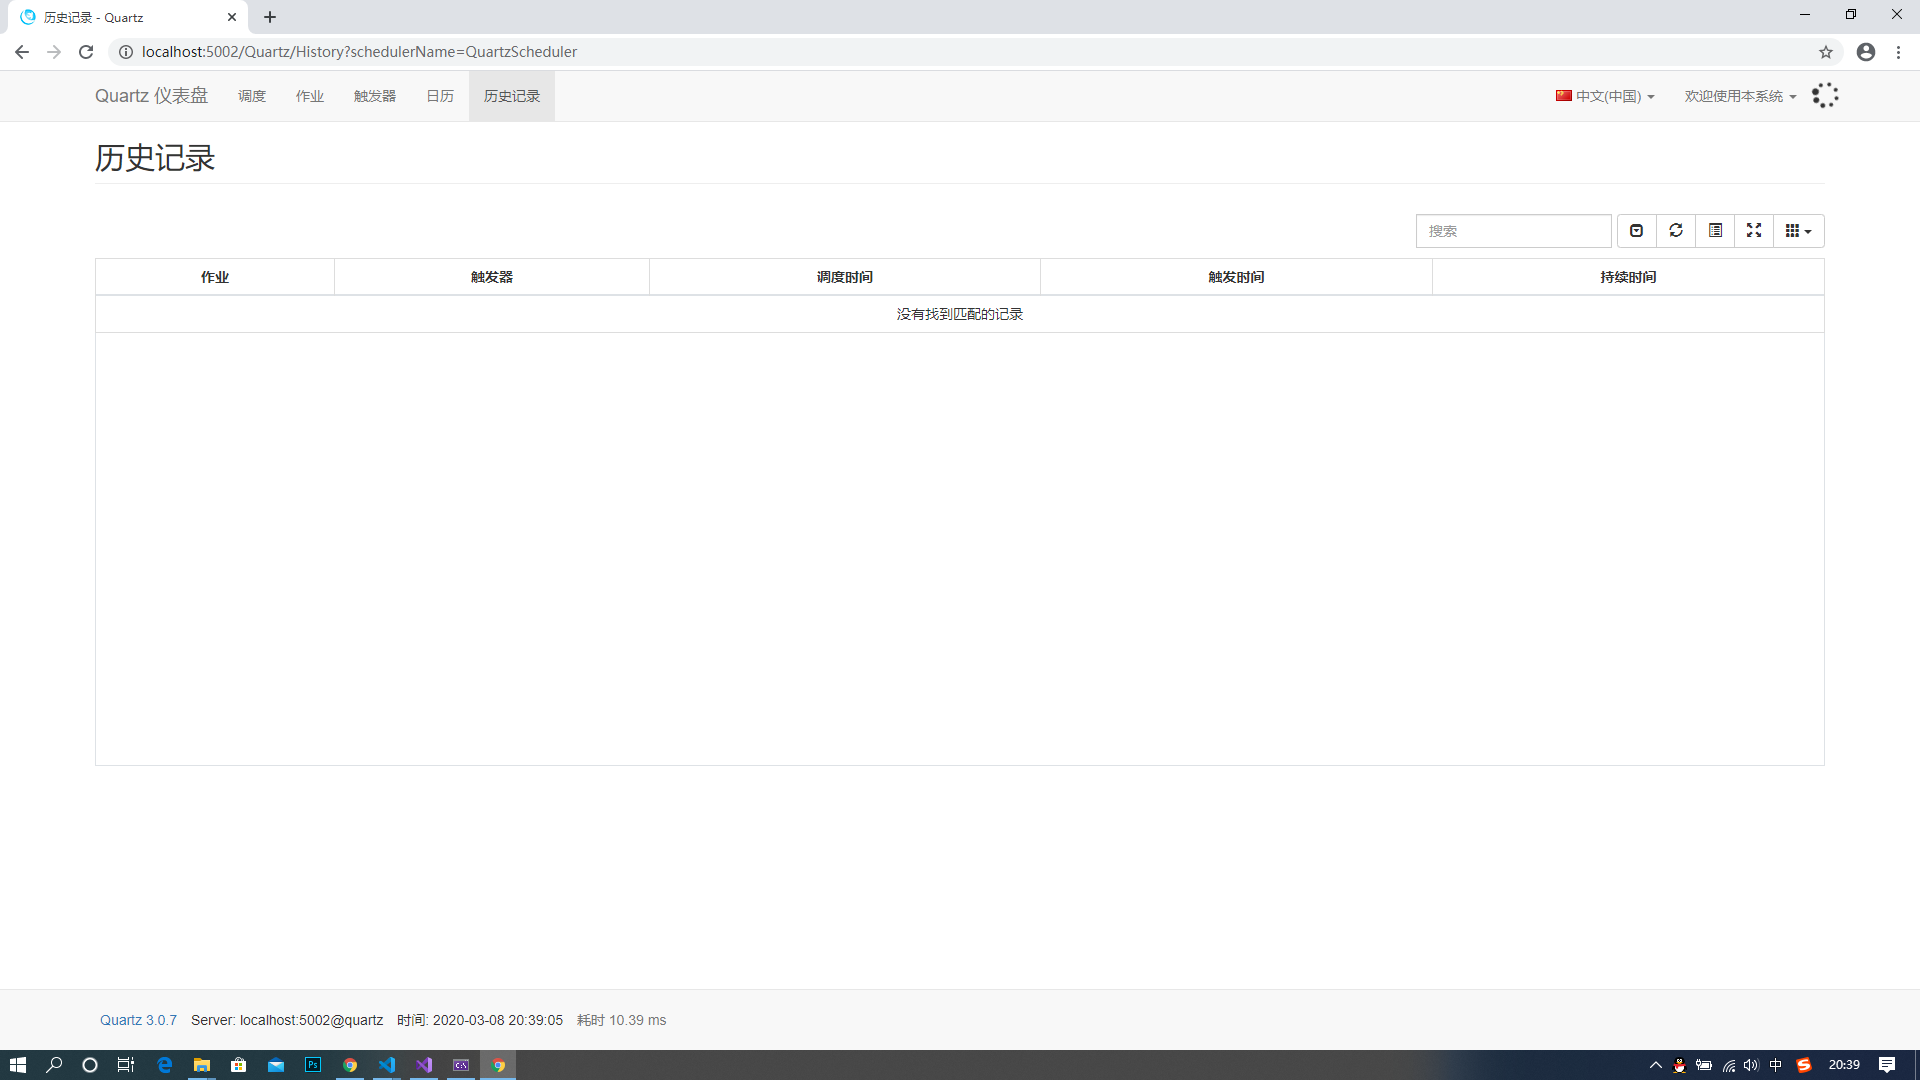 历史记录 - Quartz
localhost:5002/Quartz/History?schedulerName=QuartzScheduler
Quartz 仪表盘 调度 作业 触发器 日历 历史记录 中文(中国) 欢迎使用本系统
历史记录
搜索
作业 触发器 调度时间 触发时间 持续时间
没有找到匹配的记录
Quartz 3.0.7 Server: localhost:5002@quartz 时间: 2020-03-08 20:39:05 耗时 10.39 ms
Ps C:\ 中 S 20:39